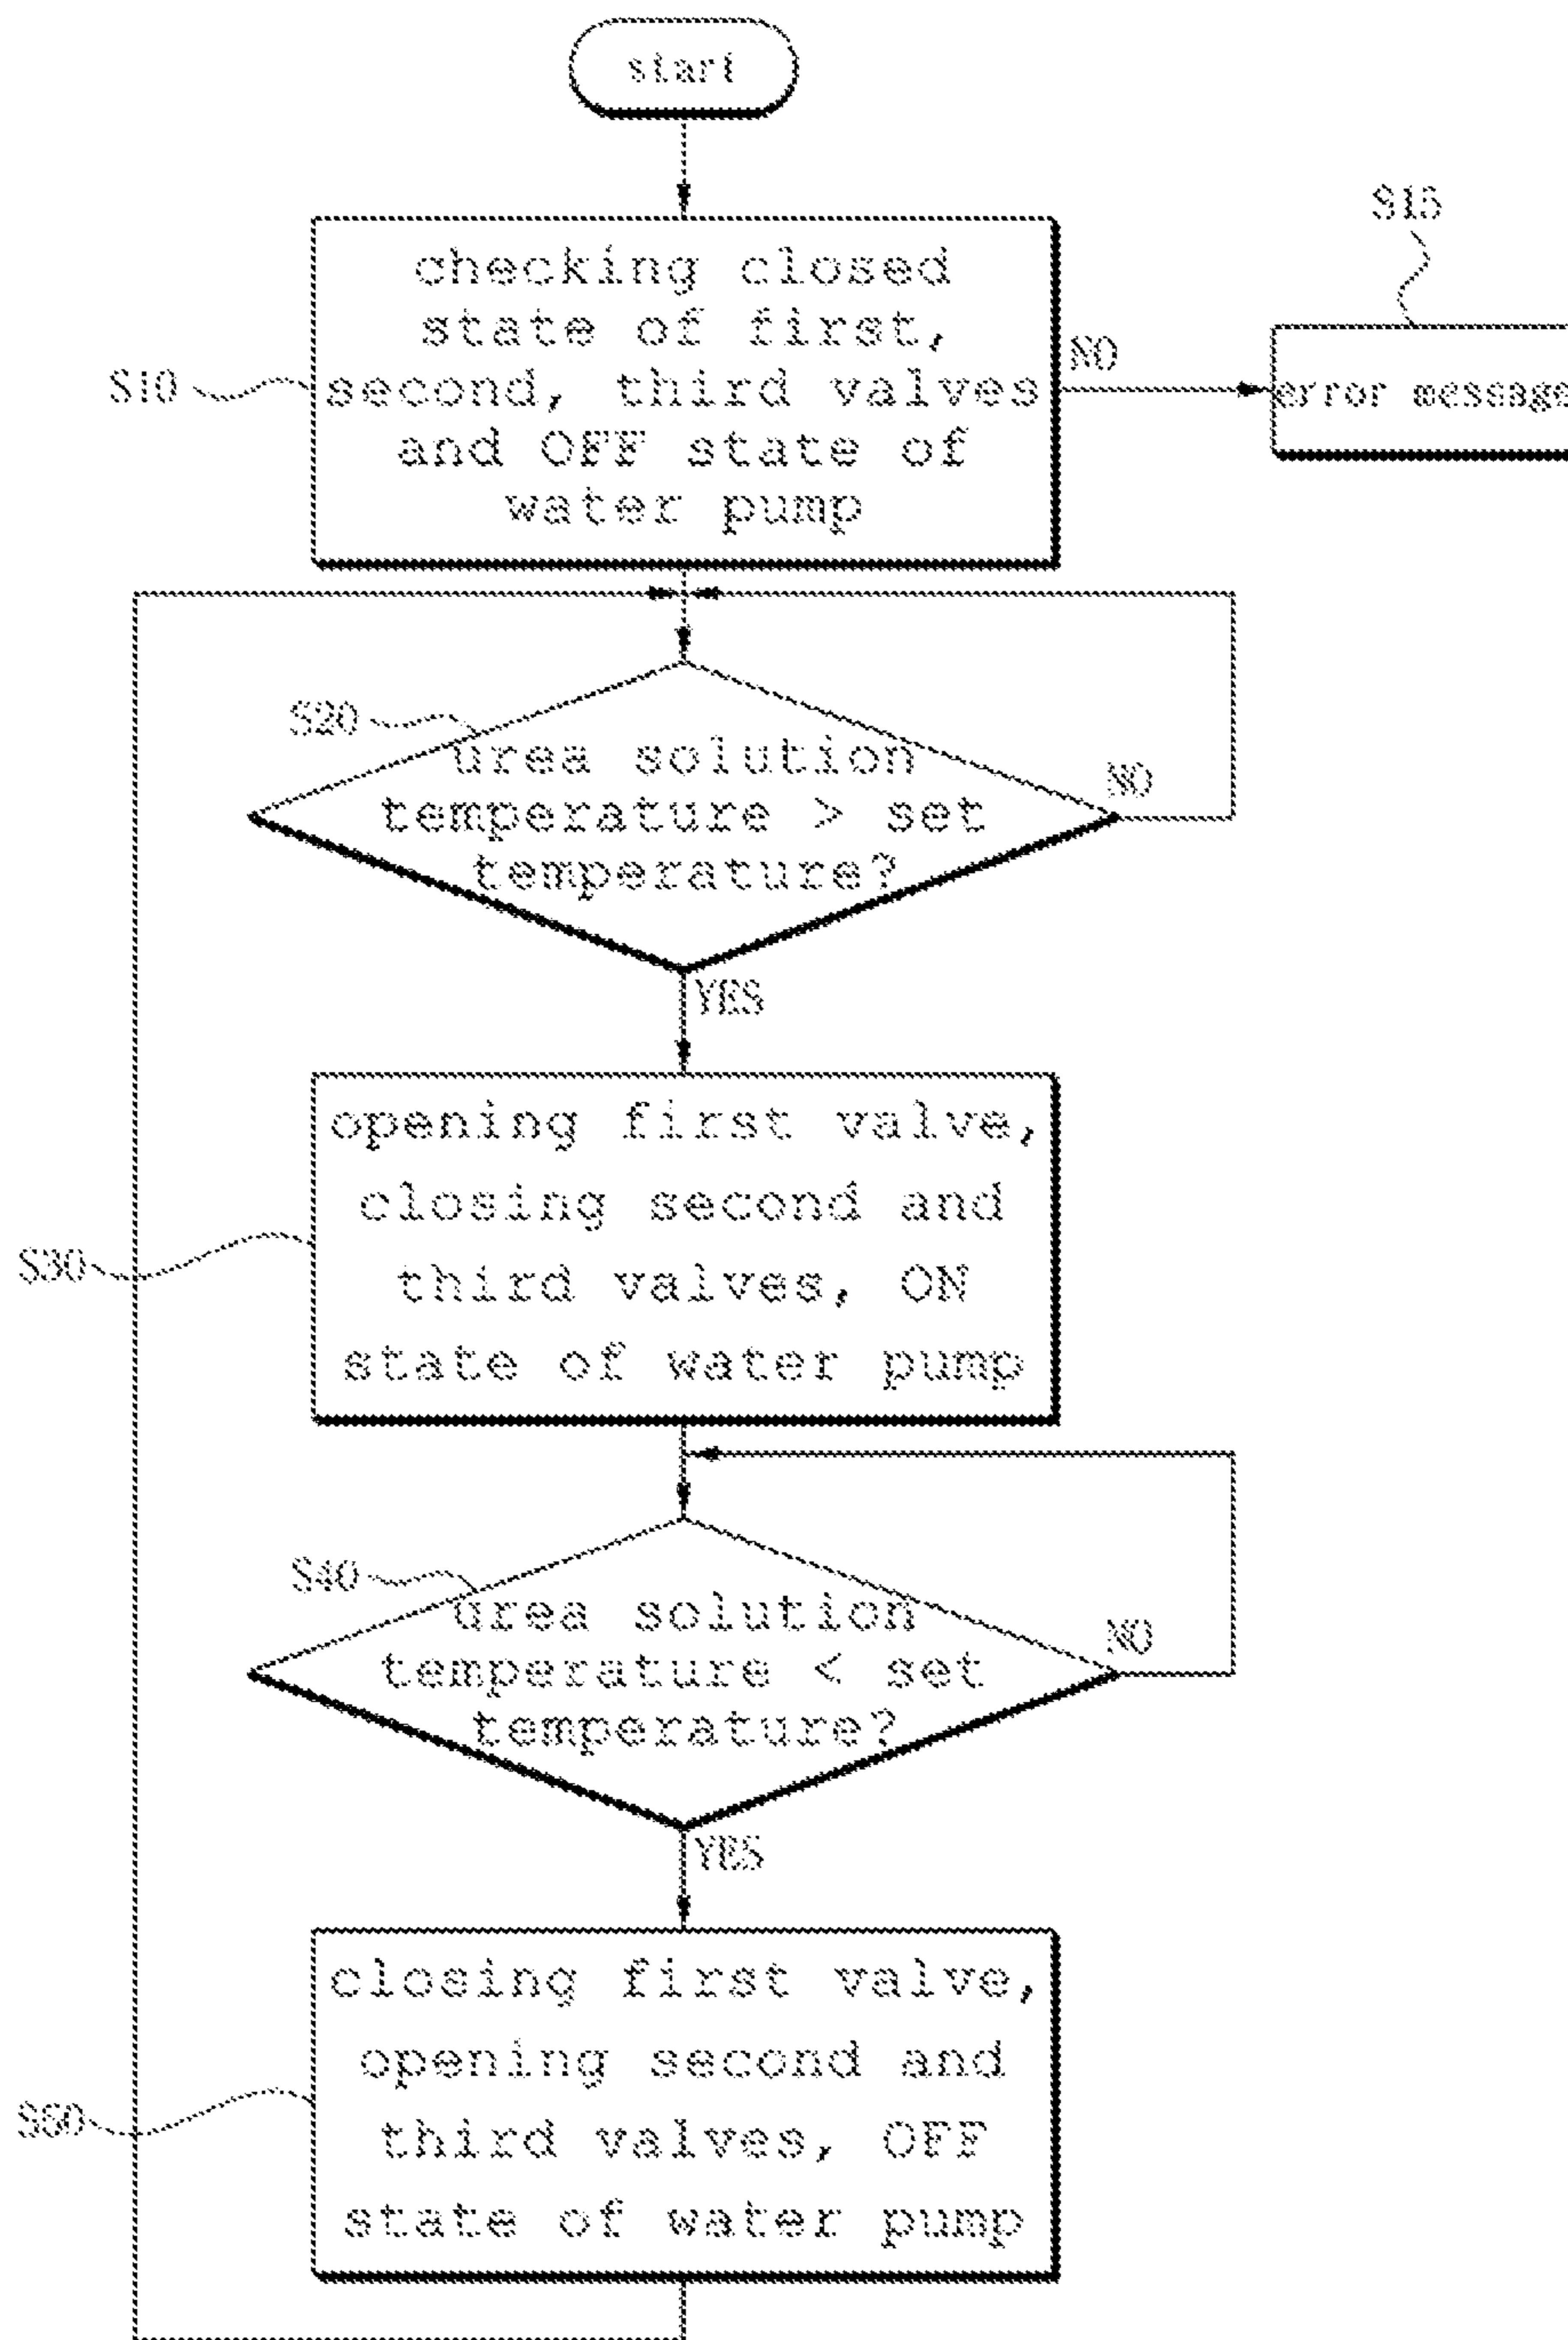 start
S15
checking closed
state of first,
S10
second, third valves
NO
error message
and OFF state of
water pump
S20
urea solution
temperature > set
NO
temperature?
YES
opening first valve,
closing second and
S30
third valves, ON
state of water pump
S40
urea solution
temperature < set
NO
temperature?
YES
closing first valve,
opening second and
S50
third valves, OFF
state of water pump